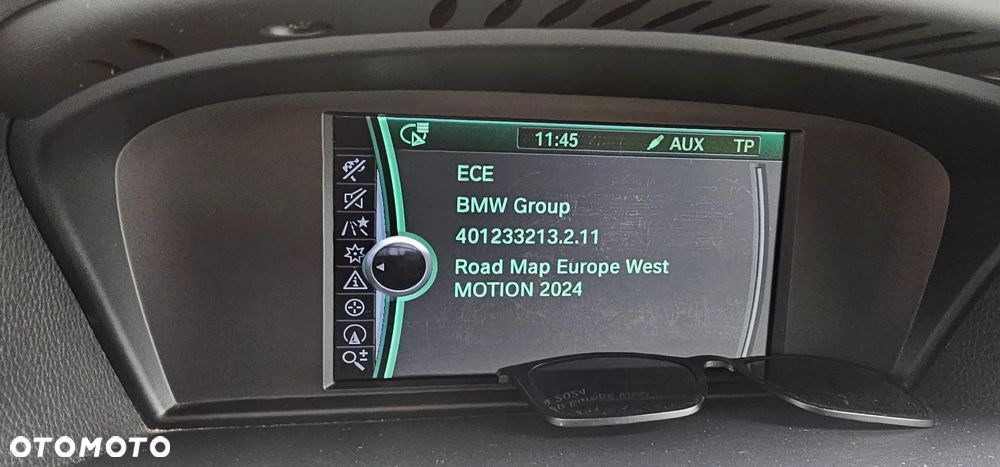 11:45
AUX
TP
ECE
BMW Group
401233213.2.11
Road Map Europe West
MOTION 2024
OTOMOTO